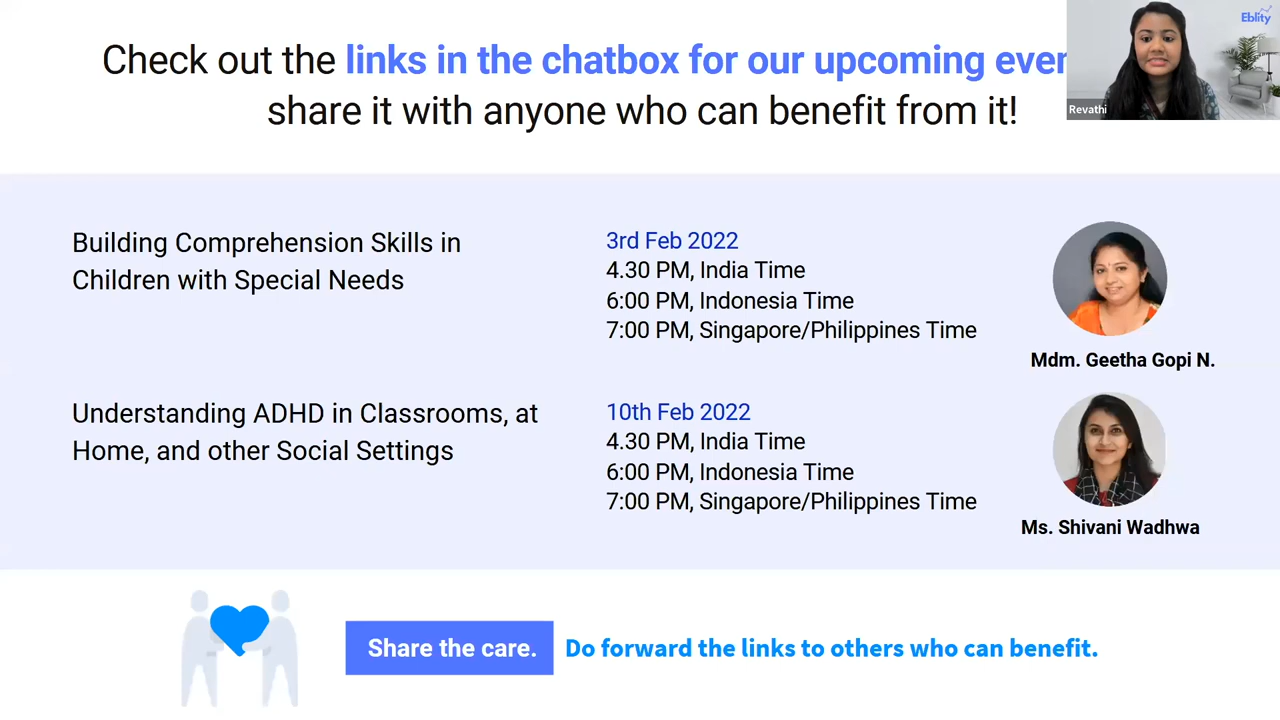 Check out the links in the chatbox for our upcoming
share it with anyone who can benefit from it!
Eblity
Revathi
Building Comprehension Skills in
Children with Special Needs
3rd Feb 2022
4.30 PM, India Time
6:00 PM, Indonesia Time
7:00 PM, Singapore/Philippines Time
Mdm. Geetha Gopi N.
Understanding ADHD in Classrooms, at
Home, and other Social Settings
10th Feb 2022
4.30 PM, India Time
6:00 PM, Indonesia Time
7:00 PM, Singapore/Philippines Time
Ms. Shivani Wadhwa
Share the care.
Do forward the links to others who can benefit.